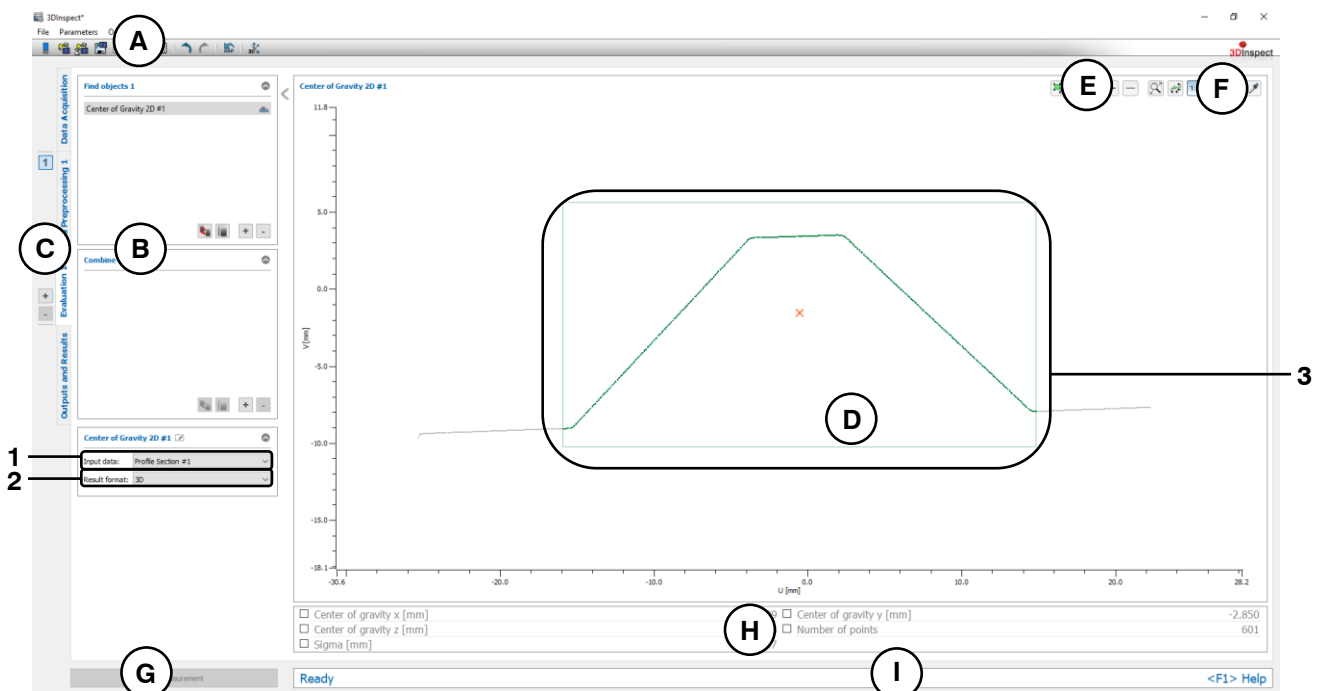 3DInspect*
File Parameters
A
3DInspect
Data Acquisition
Preprocessing 1
Evaluation
Outputs and Results
1
+
-
C
Find objects 1
Center of Gravity 2D #1
+ -
B
Combine
+ -
Center of Gravity 2D #1
1
Input data: Profile Section #1
2
Result format: 3D
G
Center of Gravity 2D #1
E
F
11.8
5.0
0.0
-5.0
-10.0
-15.0
-18.1
V [mm]
-30.6 -20.0 -10.0 0.0 10.0 20.0 28.2
U [mm]
D
3
Center of gravity x [mm]
Center of gravity y [mm] -2.850
Center of gravity z [mm]
Number of points 601
Sigma [mm]
H
I
Ready <F1> Help